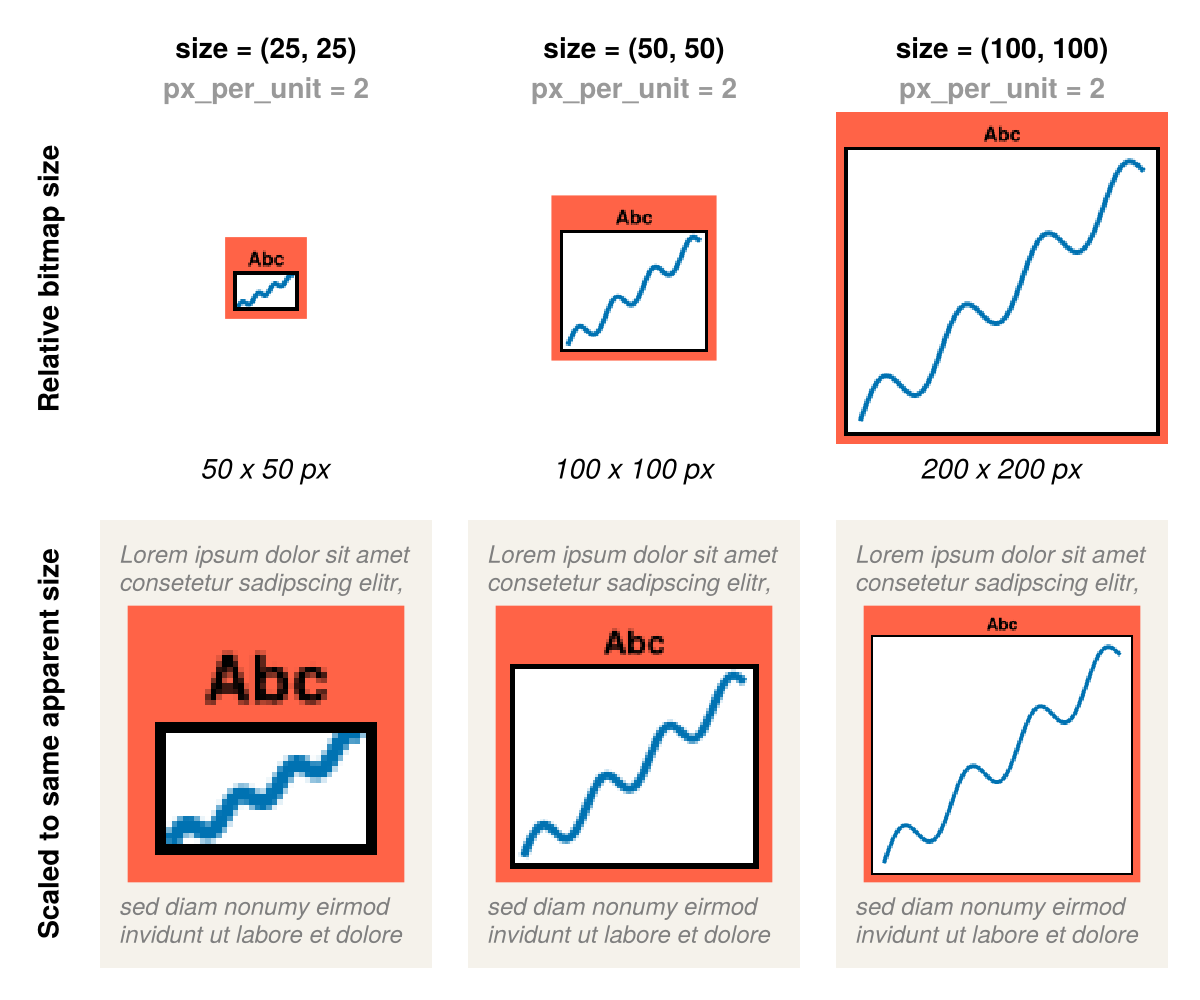 size = (25, 25)
px_per_unit = 2
size = (50, 50)
px_per_unit = 2
size = (100, 100)
px_per_unit = 2
Relative bitmap size
Abc
Abc
Abc
50 x 50 px
100 x 100 px
200 x 200 px
Scaled to same apparent size
Lorem ipsum dolor sit amet
consetetur sadipscing elitr,
Abc
sed diam nonumy eirmod
invidunt ut labore et dolore
Lorem ipsum dolor sit amet
consetetur sadipscing elitr,
Abc
sed diam nonumy eirmod
invidunt ut labore et dolore
Lorem ipsum dolor sit amet
consetetur sadipscing elitr,
Abc
sed diam nonumy eirmod
invidunt ut labore et dolore